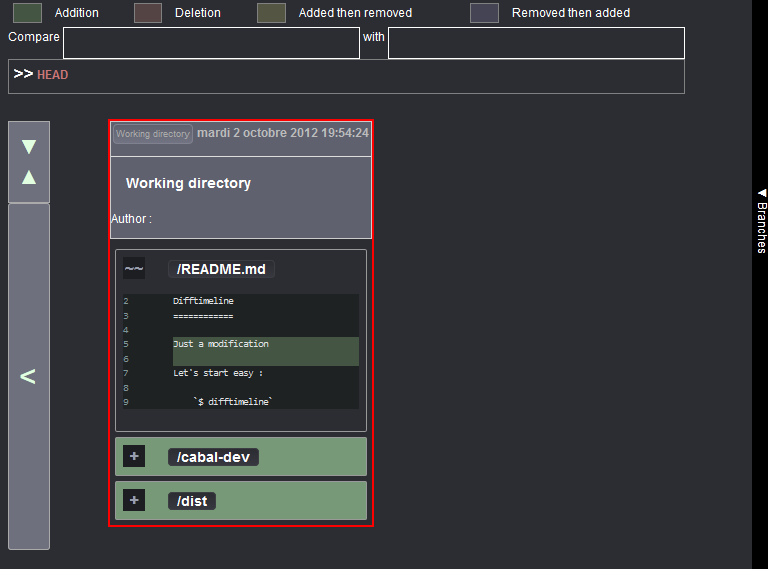 Addition Deletion Added then removed Removed then added
Compare with
>> HEAD
Working directory mardi 2 octobre 2012 19:54:24
Working directory
Author :
~~ /README.md
2 Difftimeline
3 ============
4
5 Just a modification
6
7 Let's start easy :
8
9 `$ difftimeline`
+ /cabal-dev
+ /dist
▼
▲
<
◀ Branches